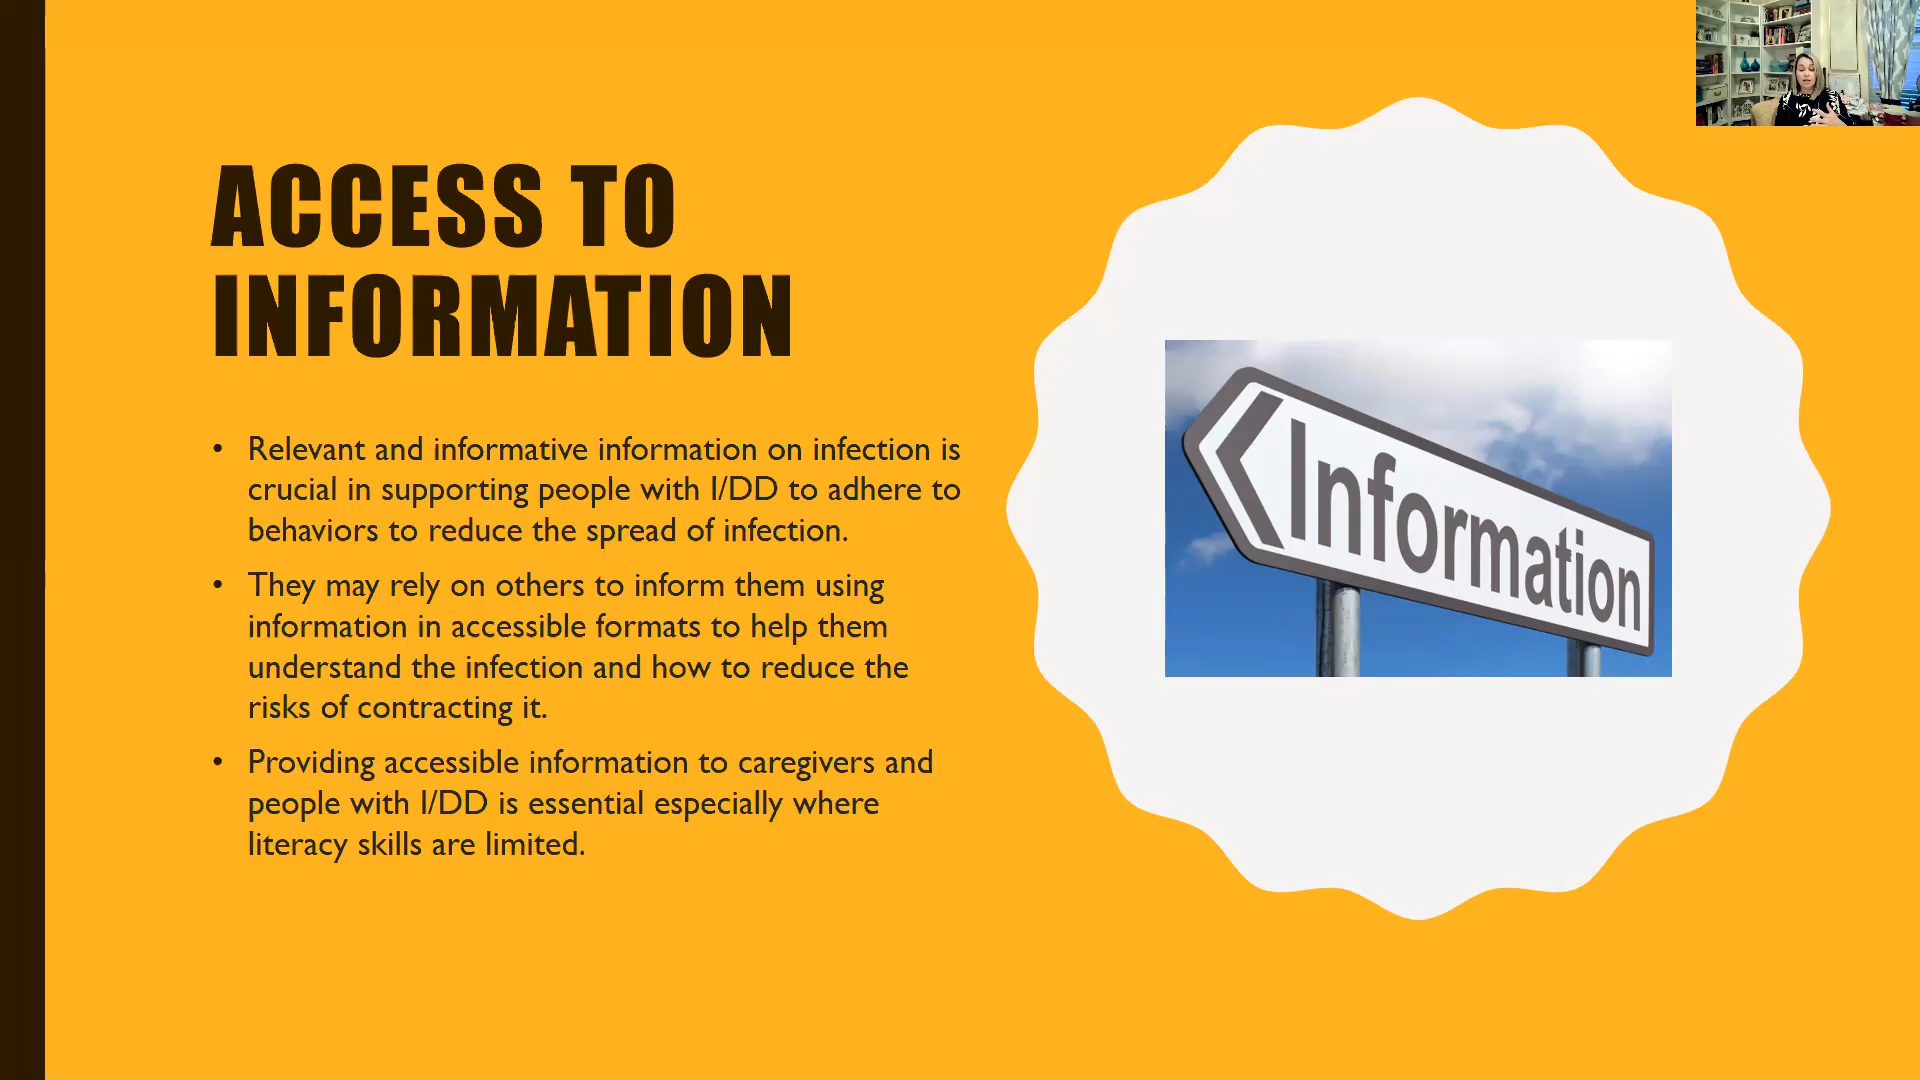 ACCESS TO
INFORMATION
• Relevant and informative information on infection is
crucial in supporting people with I/DD to adhere to
behaviors to reduce the spread of infection.
• They may rely on others to inform them using
information in accessible formats to help them
understand the infection and how to reduce the
risks of contracting it.
• Providing accessible information to caregivers and
people with I/DD is essential especially where
literacy skills are limited.
Information